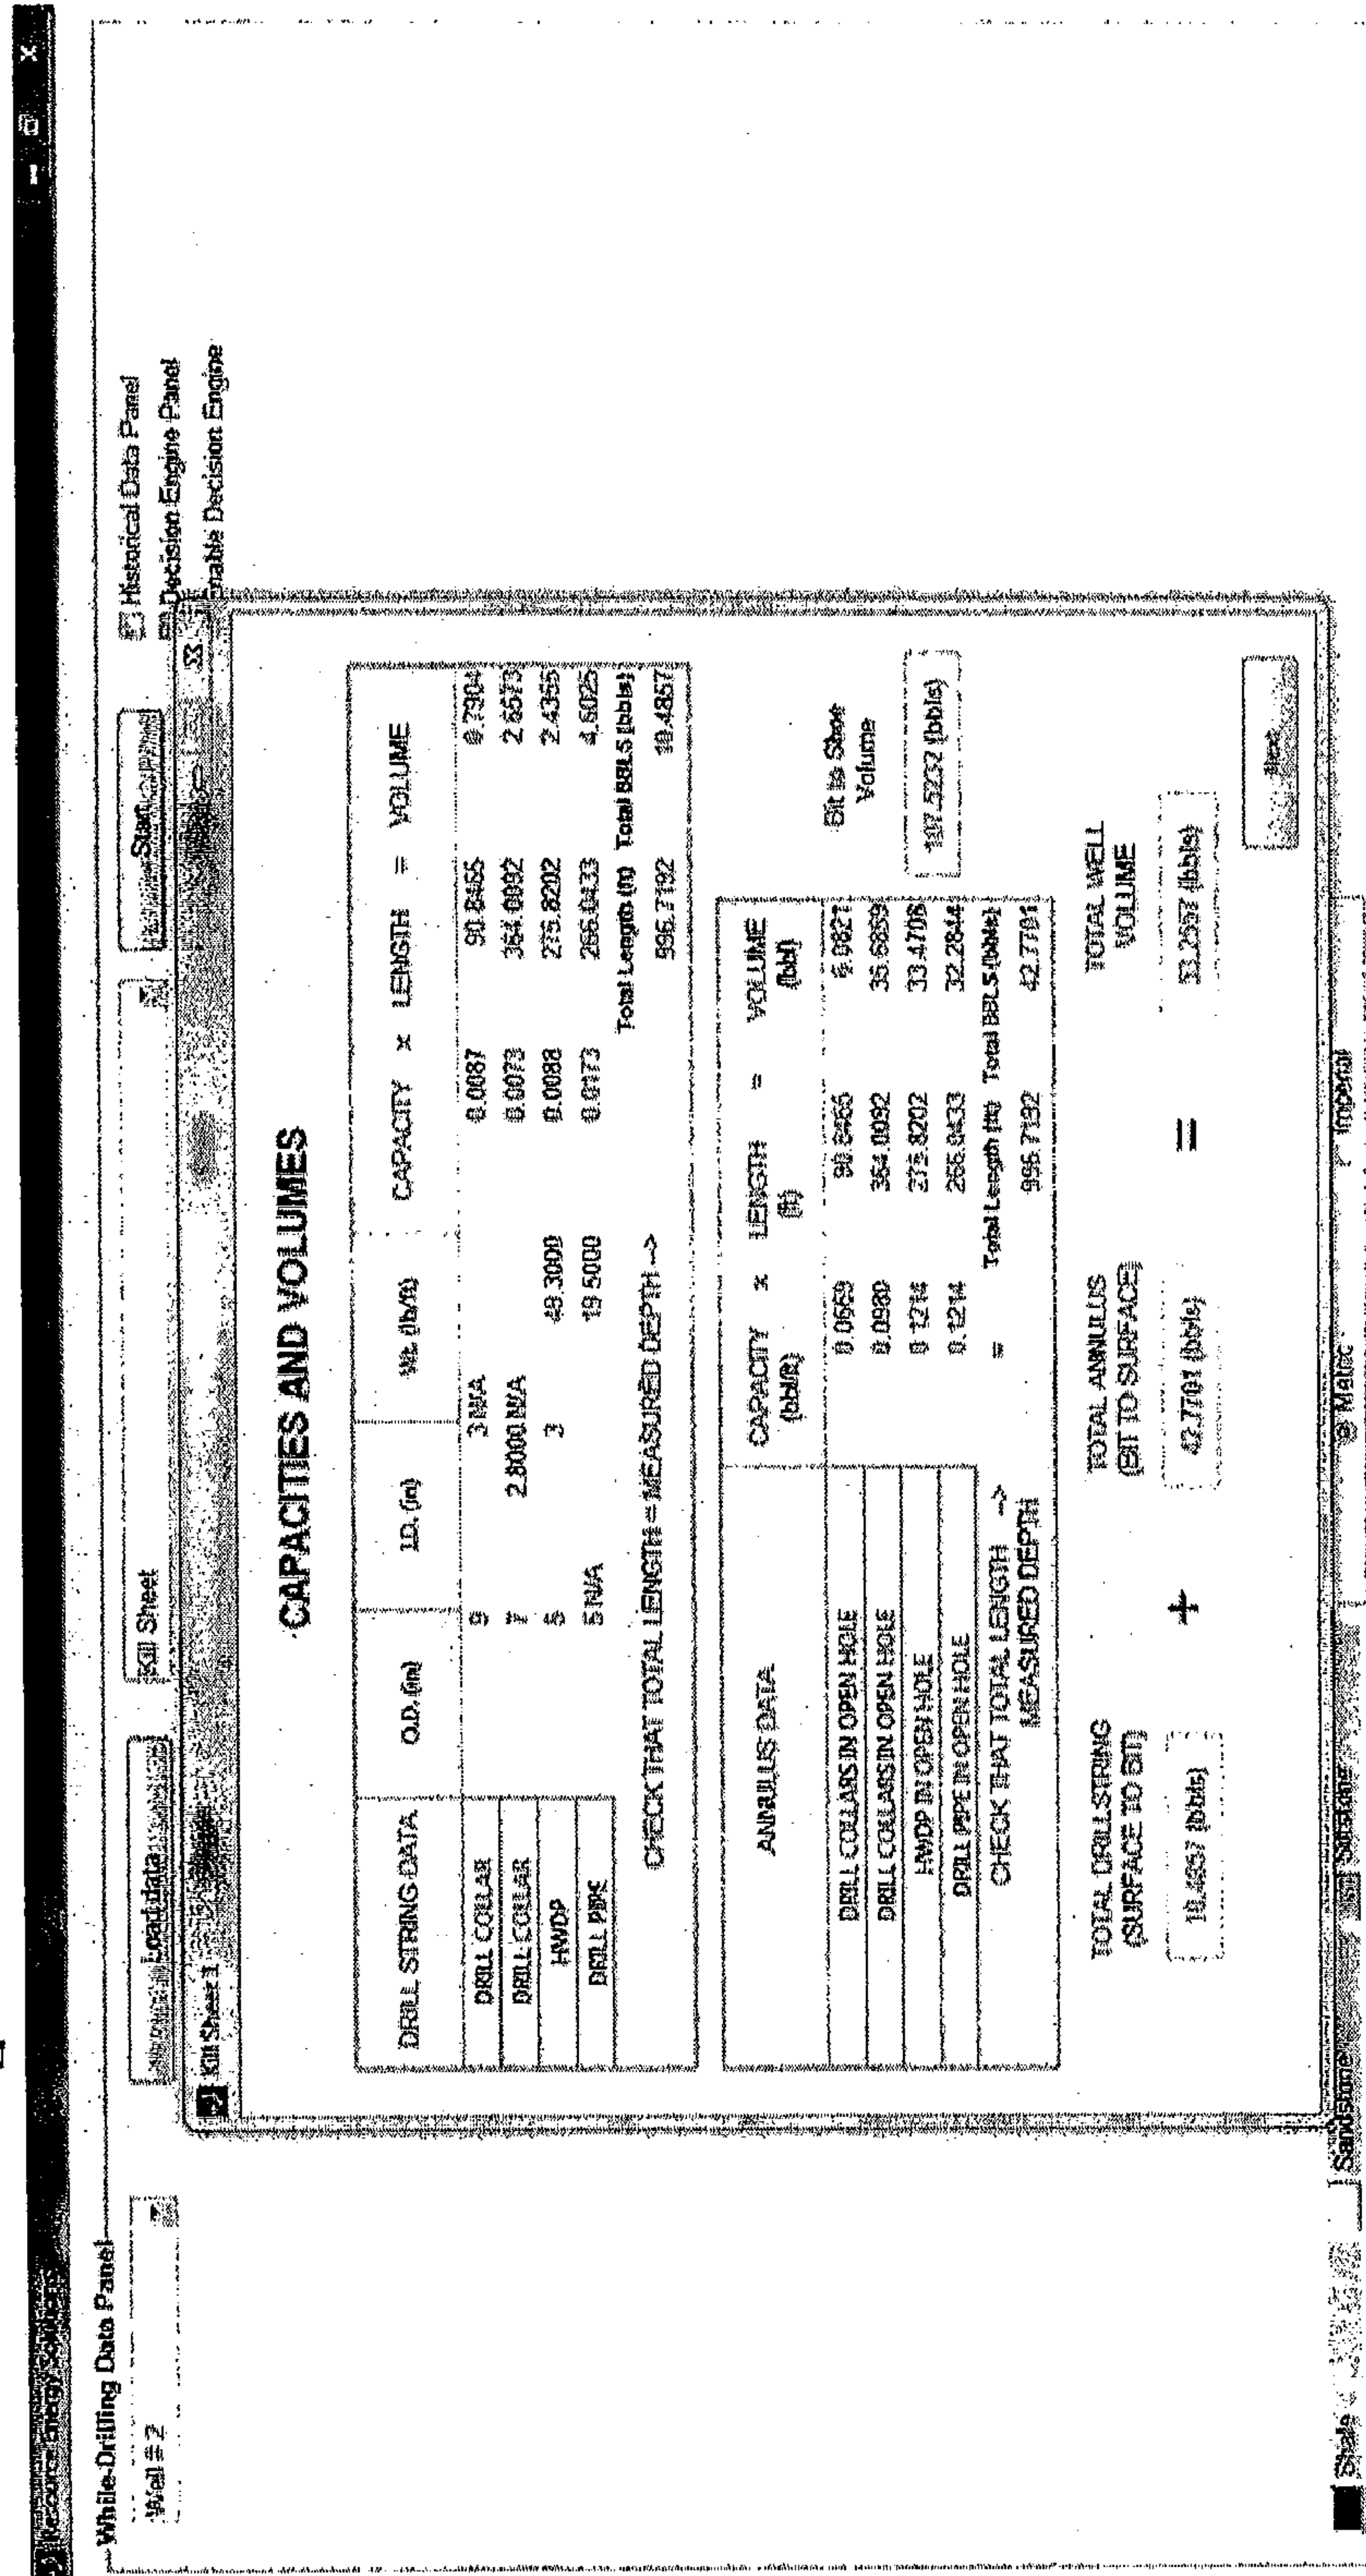 Resource Energy Solutions
While-Drilling Data Panel
Well # 2
Load data
Kill Sheet
Start
Historical Data Panel
Decision Engine Panel
Enable Decision Engine
Kill Sheet 1
CAPACITIES AND VOLUMES
DRILL STRING DATA O.D. (in) I.D. (in) Wt. (lb/ft) CAPACITY x LENGTH = VOLUME
DRILL COLLAR 9 3 N/A 0.0087 90.8465 0.7904
DRILL COLLAR 7 2.8000 N/A 0.0073 364.0092 2.6573
HWDP 5 3 49.3000 0.0088 275.8202 2.4355
DRILL PIPE 5 N/A 19.5000 0.0173 266.0433 4.6025
Total Length (ft) Total BBLS (bbls)
CHECK THAT TOTAL LENGTH = MEASURED DEPTH --> 996.7192 10.4857
ANNULUS DATA CAPACITY x LENGTH = VOLUME
(bbl/ft) (ft) (bbl)
DRILL COLLARS IN OPEN HOLE 0.0669 90.8465 6.0827
DRILL COLLARS IN OPEN HOLE 0.0980 364.0092 35.6859
HWDP IN OPEN HOLE 0.1214 275.8202 33.4708
DRILL PIPE IN OPEN HOLE 0.1214 266.0433 32.2844
CHECK THAT TOTAL LENGTH --> = Total Length (ft) Total BBLS (bbls)
MEASURED DEPTH 996.7192 42.7701
Bit to Shoe
Volume
107.5232 (bbls)
TOTAL DRILLSTRING
(SURFACE TO BIT)
TOTAL ANNULUS
(BIT TO SURFACE)
TOTAL WELL
VOLUME
10.4857 (bbls) + 42.7701 (bbls) = 53.2557 (bbls)
Next
Shale
Sandstone
Siltstone
Metric
Imperial